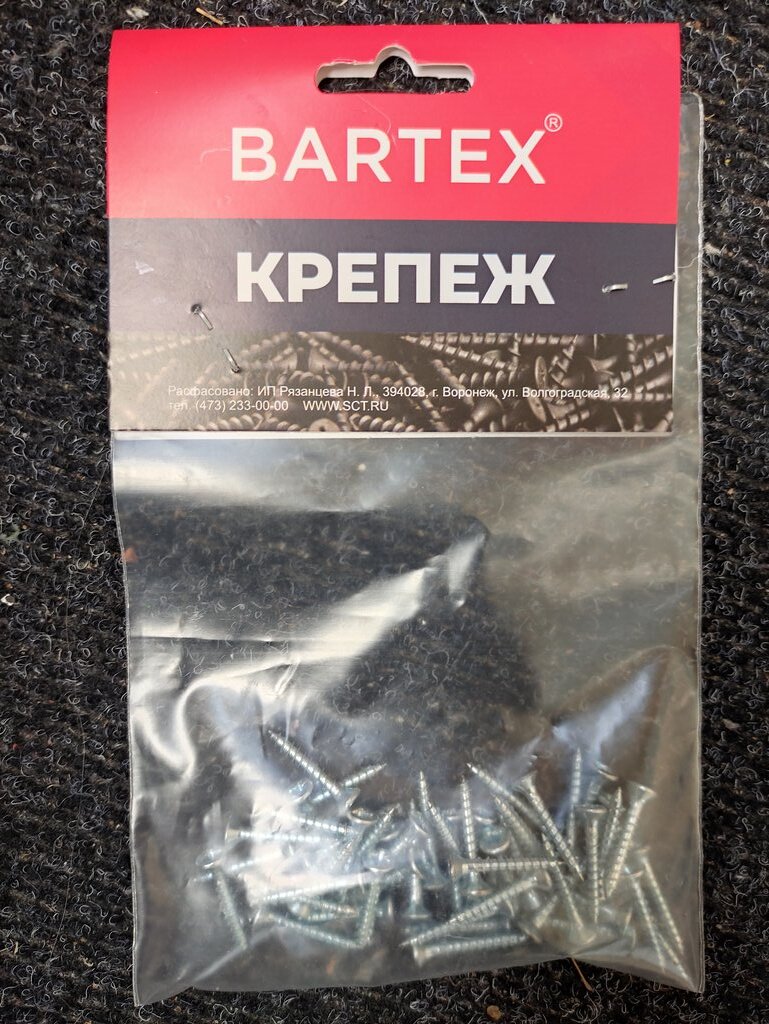 BARTEX®
КРЕПЕЖ
Расфасовано: ИП Рязанцева Н. Л., 394028, г. Воронеж, ул. Волгоградская, 32
тел. (473) 233-00-00 WWW.SCT.RU